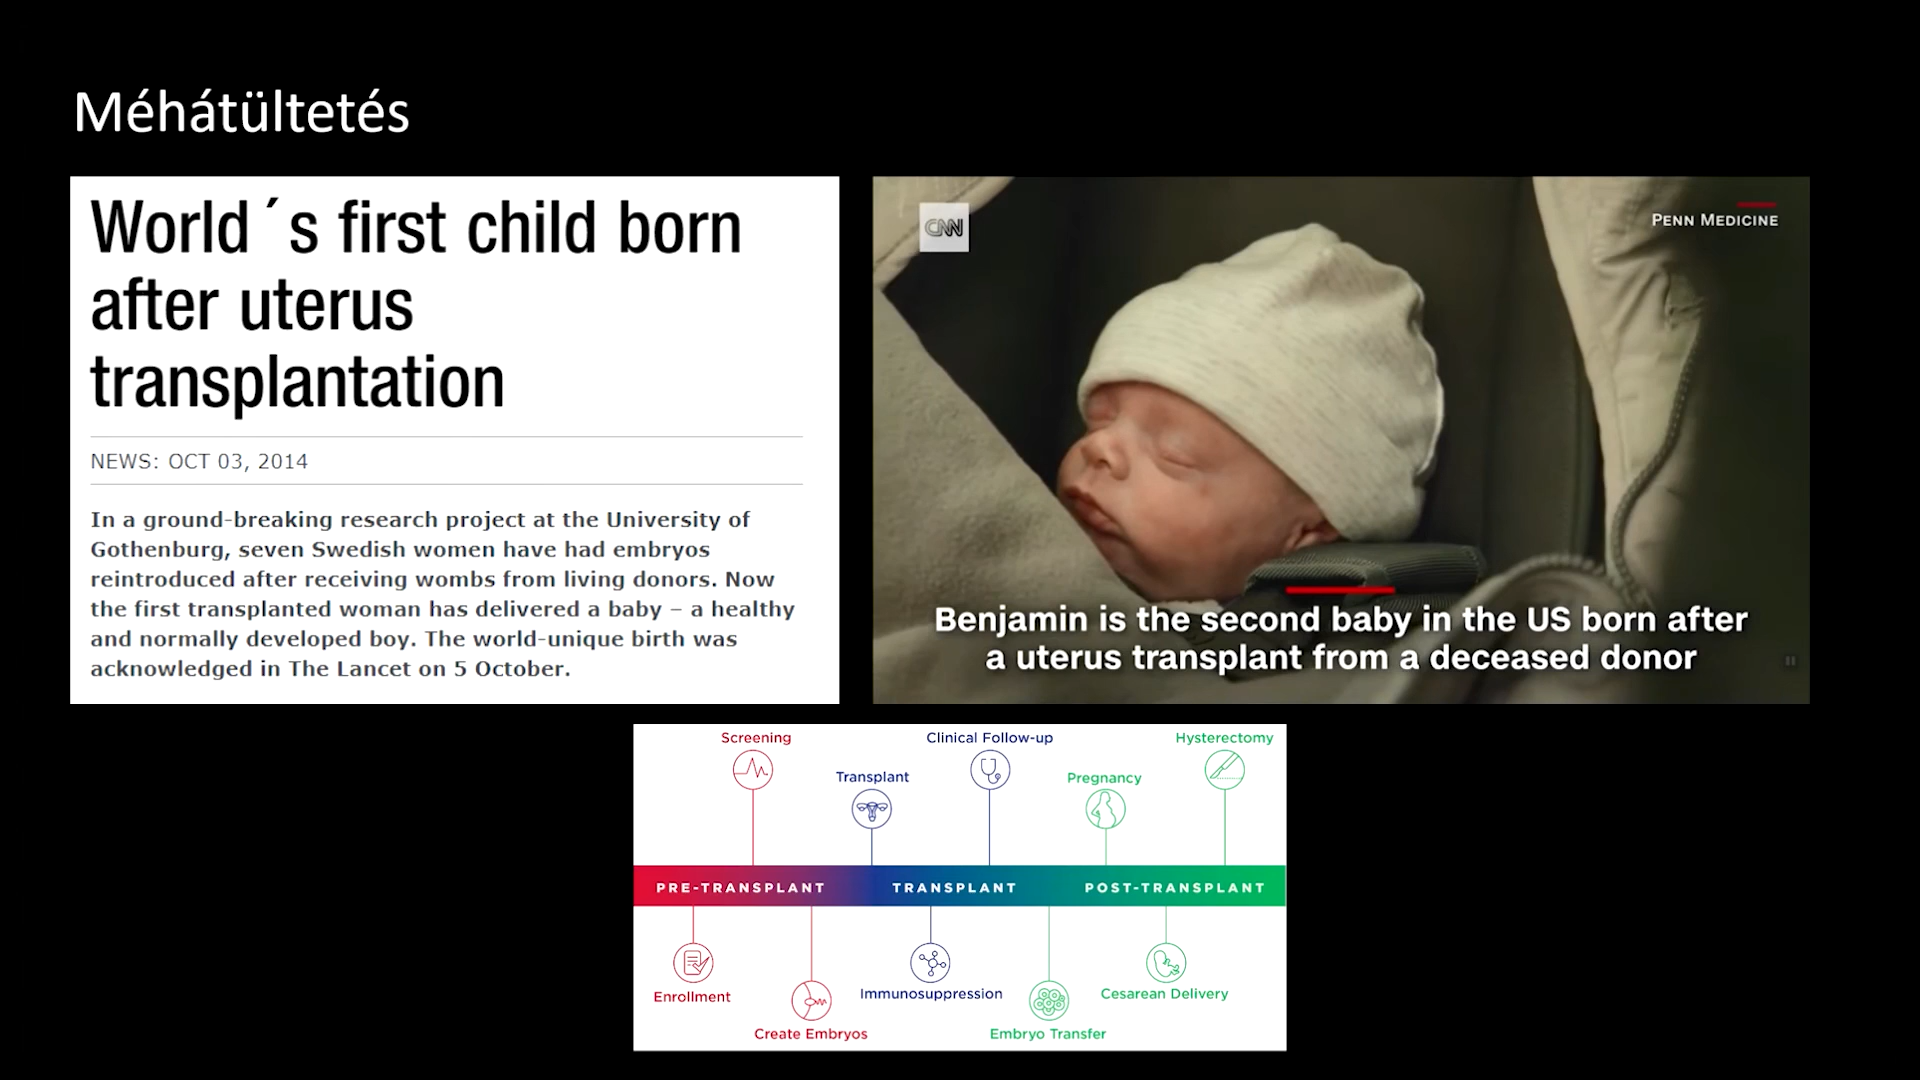 Méhátültetés
World´s first child born
after uterus
transplantation
NEWS: OCT 03, 2014
In a ground-breaking research project at the University of
Gothenburg, seven Swedish women have had embryos
reintroduced after receiving wombs from living donors. Now
the first transplanted woman has delivered a baby – a healthy
and normally developed boy. The world-unique birth was
acknowledged in The Lancet on 5 October.
CNN
PENN MEDICINE
Benjamin is the second baby in the US born after
a uterus transplant from a deceased donor
Screening
Clinical Follow-up
Hysterectomy
Transplant
Pregnancy
PRE-TRANSPLANT
TRANSPLANT
POST-TRANSPLANT
Enrollment
Immunosuppression
Cesarean Delivery
Create Embryos
Embryo Transfer